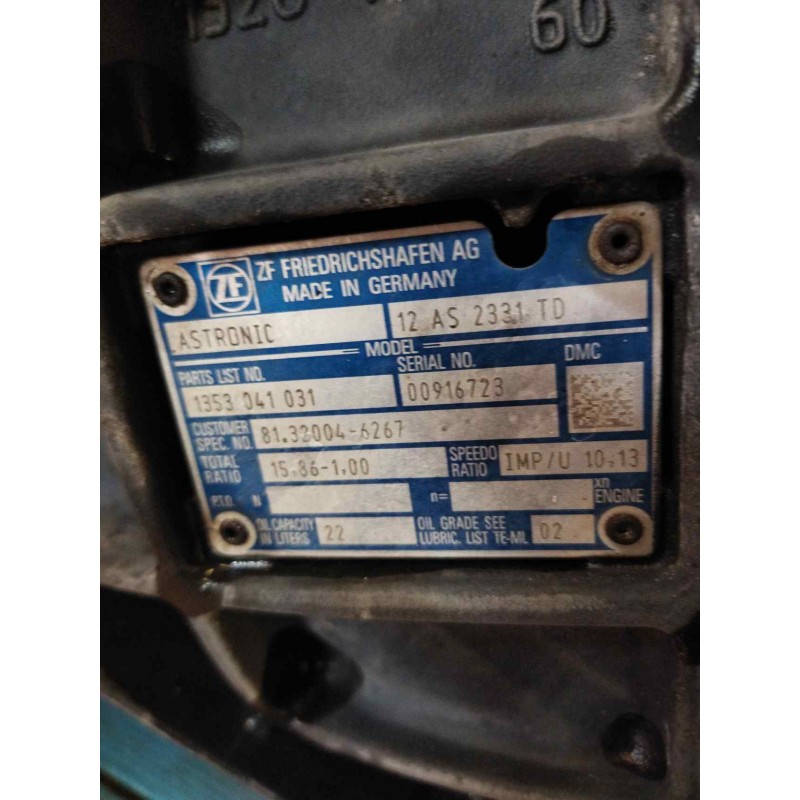 60
ZF
ZF FRIEDRICHSHAFEN AG
MADE IN GERMANY
ASTRONIC 12 AS 2331 TD
MODEL
PARTS LIST NO. SERIAL NO. DMC
1353 041 031 00916723
CUSTOMER SPEC. NO. 81.32004-6267
TOTAL RATIO 15.86-1.00 SPEEDO RATIO IMP/U 10.13
P.T.O. N n= xn ENGINE
OIL CAPACITY IN LITERS 22 OIL GRADE SEE LUBRIC. LIST TE-ML 02